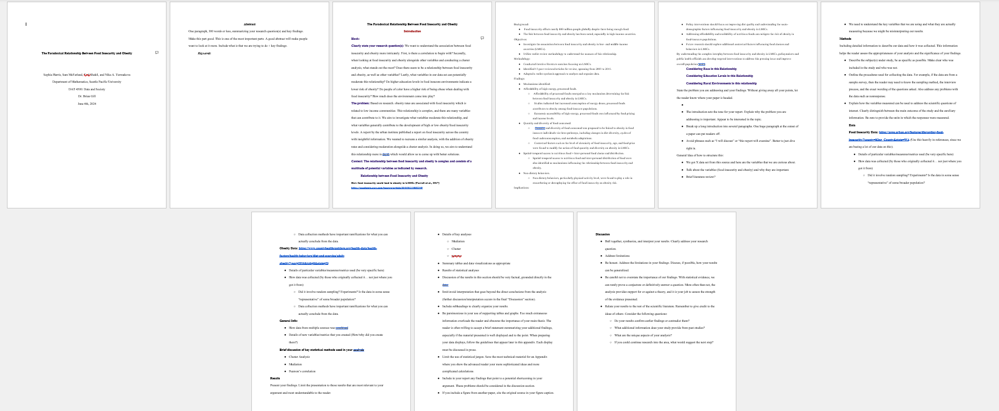 The Paradoxical Relationship Between Food Insecurity and Obesity
Sophia Harris, Sam McFarland, Shakil, and Nika A. Yermakova
Department of Mathematics, Seattle Pacific University
DAT 4500: Data and Society
Dr. Brian Gill
June 4th, 2024
Abstract
One paragraph, 300 words or less, summarizing your research question(s) and key findings.
Make this part good. This is one of the most important parts. A good abstract will make people
want to look at it more. Include what is that we are trying to do + key findings.
Keywords:
The Paradoxical Relationship Between Food Insecurity and Obesity
Introduction
Hook:
Clearly state your research question(s): We want to understand the association between food
insecurity and obesity more intricately. First, is there a correlation to begin with? Secondly,
when looking at food insecurity and obesity alongside other variables and conducting a cluster
analysis, what stands out the most? Does there seem to be a relationship between food insecurity
and obesity, as well as other variables? Lastly, what variables in our data set can potentially
moderate this relationship? Do higher education levels in food insecure environments indicate a
lower risk of obesity? Do people of color have a higher risk of being obese when dealing with
food insecurity? How much does the environment come into play?
The problem: Based on research obesity rates are associated with food insecurity which is
related to low income communities. This relationship is complex, and there are many variables
that can contribute to it. We aim to investigate what variables moderate this relationship, and
what variables generally contribute to the development of high or low obesity/food insecurity
levels. A report by the urban institute published a report on food insecurity across the country
with insightful information. We wanted to recreate a similar analysis, with the addition of obesity
rates and considering moderation alongside a cluster analysis. In doing so, we aim to understand
this relationship more in depth which would allow us to come up with better solutions.
Context: The relationship between food insecurity and obesity is complex and consists of a
multitude of potential variables as indicated by research.
Relationship between Food Insecurity and Obesity
How food insecurity could lead to obesity in LMICs (Farrell et al., 2017)
Background:
● Food insecurity affects nearly 800 million people globally despite there being enough food.
● The link between food insecurity and obesity has been noted, especially in high-income countries.
Objectives:
● Investigate the association between food insecurity and obesity in low- and middle-income
countries (LMICs).
● Utilize realist review methodology to understand the nuances of this relationship.
Methodology:
● Conducted iterative literature searches focusing on LMICs.
● Identified 13 peer-reviewed articles for review, spanning from 2003 to 2015.
● Adopted a realist synthesis approach to analyze and organize data.
Findings:
● Mechanisms identified:
● Affordability of high-energy, processed foods.
○ Affordability of processed foods emerged as a key mechanism determining the link
between food insecurity and obesity in LMICs.
○ Studies indicated that increased consumption of energy-dense, processed foods
contributes to obesity among food-insecure populations.
○ Economic accessibility of high-energy, processed foods was influenced by food pricing
and income levels.
● Quantity and diversity of food consumed.
○ Quantity and diversity of food consumed was proposed to be linked to obesity in food
insecure individuals via three pathways, including changes in diet diversity, cycles of
food underconsumption, and metabolic adaptations.
○ Contextual factors such as the level of chronicity of food insecurity, age, and food price
were found to modify the action of food quantity and diversity on obesity in LMICs.
● Spatial-temporal access to nutritious food + inter-personal food choice and distribution.
○ Spatial-temporal access to nutritious food and inter-personal distribution of food were
also identified as mechanisms influencing the relationship between food insecurity and
obesity.
● Non-dietary behaviors.
○ Non-dietary behaviors, particularly physical activity level, were found to play a role in
exacerbating or downplaying the effect of food insecurity on obesity risk.
Implications:
● Policy interventions should focus on improving diet quality and understanding the socio-
demographic factors influencing food insecurity and obesity in LMICs.
● Addressing affordability and availability of nutritious foods can mitigate the risk of obesity in
food-insecure populations.
● Future research should explore additional contextual factors influencing food choices and
behaviors in LMICs.
By understanding the complex interplay between food insecurity and obesity in LMICs, policymakers and
public health officials can develop targeted interventions to address this pressing issue and improve
overall population health
Considering Race in this Relationship
Considering Education Levels in this Relationship
Considering Rural Environments in this relationship
State the problem you are addressing and your findings. Without giving away all your points, let
the reader know where your paper is headed.
●
● The introduction sets the tone for your report. Explain why the problem you are
addressing is important. Appear to be interested in the topic.
● Break up a long introduction into several paragraphs. One huge paragraph at the outset of
a paper can put readers off.
● Avoid phrases such as "I will discuss" or "this report will examine". Better to just dive
right in.
General Idea of how to structure this:
● We got X data set from this source and here are the variables that we are curious about.
● Talk about the variables (food insecurity and obesity) and why they are important
● Brief literature review?
● We need to understand the key variables that we are using and what they are actually
measuring because we might be misinterpreting our results.
Methods
Including detailed information to describe our data and how it was collected. This information
helps the reader assess the appropriateness of your analysis and the significance of your findings.
● Describe the subject(s) under study, be as specific as possible. Make clear who was
included in the study and who was not.
● Outline the procedures used for collecting the data. For example, if the data are from a
sample survey, then the reader may need to know the sampling method, the interview
process, and the exact wording of the questions asked. Also address any problems with
the data such as nonresponse.
● Explain how the variables measured can be used to address the scientific questions of
interest. Clearly distinguish between the main outcome of the study and the auxiliary
information. Be sure to provide the units in which the responses were measured.
Data
Food Insecurity Data: https://apps.urban.org/features/disrupting-food-
insecurity/?county=King_County&state=WA (Use this heavily in references, since we
are basing a lot of our data on this).
● Details of particular variables/measures/metrics used (be very specific here)
● How data was collected (by those who originally collected it… not just where you
got it from)
○ Did it involve random sampling? Experiments? Is the data in some sense
"representative" of some broader population?
○ Data collection methods have important ramifications for what you can
actually conclude from the data.
Obesity Data: https://www.countyhealthrankings.org/health-data/health-
factors/health-behaviors/diet-and-exercise/adult-
obesity?year=2016&tab=0&state=53
● Details of particular variables/measures/metrics used (be very specific here)
● How data was collected (by those who originally collected it… not just where you
got it from)
○ Did it involve random sampling? Experiments? Is the data in some sense
"representative" of some broader population?
○ Data collection methods have important ramifications for what you can
actually conclude from the data.
General Info:
● How data from multiple sources was combined
● Details of new variables/metrics that you created (How/why did you create
them?)
Brief discussion of key statistical methods used in your analysis
● Cluster Analysis
● Mediation
● Pearson's correlation
Results
Present your findings. Limit the presentation to those results that are most relevant to your
argument and most understandable to the reader.
● Details of key analyses
○ Mediation
○ Cluster
○
● Summary tables and data visualizations as appropriate
● Results of statistical analyses
● Discussion of the results in this section should be very factual, grounded directly in the
data;
● limit/avoid interpretation that goes beyond the direct conclusions from the analysis
(further discussion/interpretation occurs in the final "Discussion" section).
● Include subheadings to clearly organize your results.
● Be parsimonious in your use of supporting tables and graphs. Too much extraneous
information overloads the reader and obscures the importance of your main thesis. The
reader is often willing to accept a brief statement summarizing your additional findings,
especially if the material presented is well displayed and to the point. When preparing
your data displays, follow the guidelines that appear later in this appendix. Each display
must be discussed in prose.
● Limit the use of statistical jargon. Save the most technical material for an Appendix
where you show the advanced reader your more sophisticated ideas and more
complicated calculations.
● Include in your report any findings that point to a potential shortcoming in your
argument. These problems should be considered in the discussion section.
● If you include a figure from another paper, cite the original source in your figure caption.
Discussion
● Pull together, synthesize, and interpret your results. Clearly address your research
question.
● Address limitations.
● Be honest. Address the limitations in your findings. Discuss, if possible, how your results
can be generalized.
● Be careful not to overstate the importance of our findings. With statistical evidence, we
can rarely prove a conjecture or definitively answer a question. More often than not, the
analysis provides support for or against a theory, and it is your job to assess the strength
of the evidence presented.
● Relate your results to the rest of the scientific literature. Remember to give credit to the
ideas of others. Consider the following questions:
○ Do your results confirm earlier findings or contradict them?
○ What additional information does your study provide from past studies?
○ What are the unique aspects of your analysis?
○ If you could continue research into the area, what would suggest the next step?